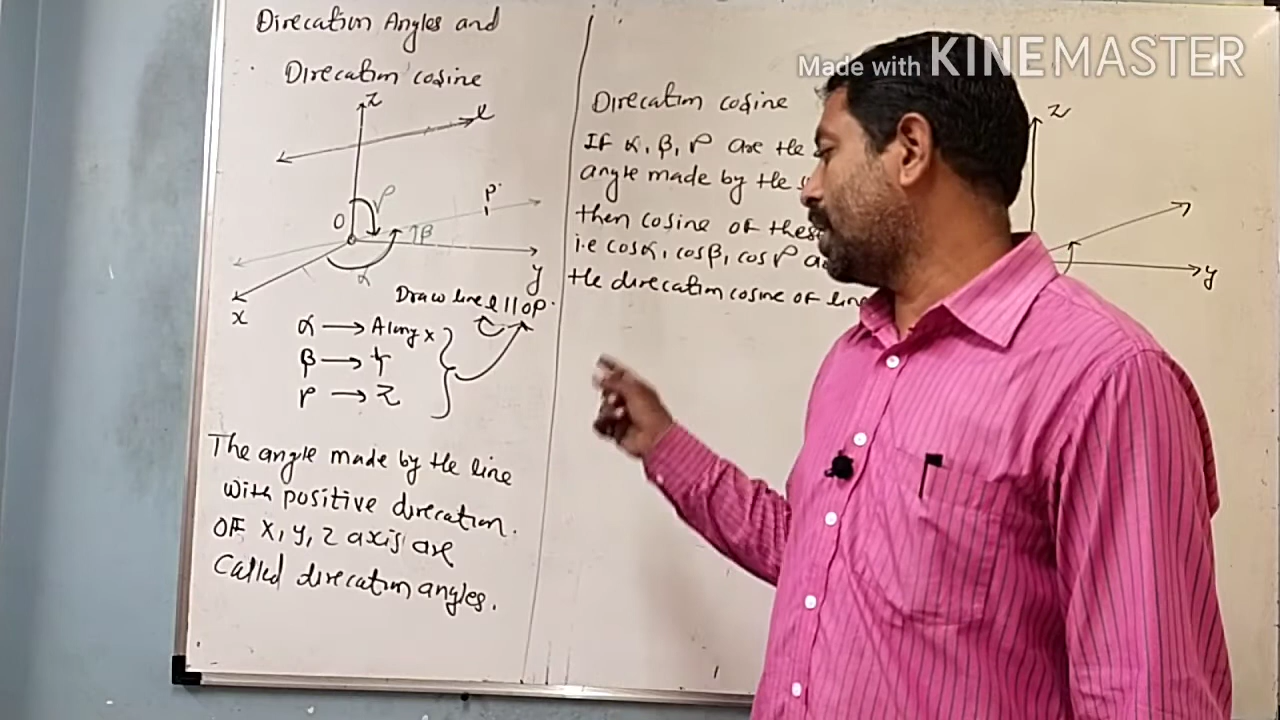 Made with KINEMASTER
Direcation Angles and
Direcation cosine
z
l
P
γ
O
β
α
y
x
Draw line l || OP.
α → Along x
β → y
γ → z
The angle made by the line
with positive direcation.
OF x, y, z axis are
Called direcation angles.
Direcation cosine
IF α, β, γ are the
angle made by the
then cosine of these
i.e cosα, cosβ, cosγ
the direcation cosine of line
z
y